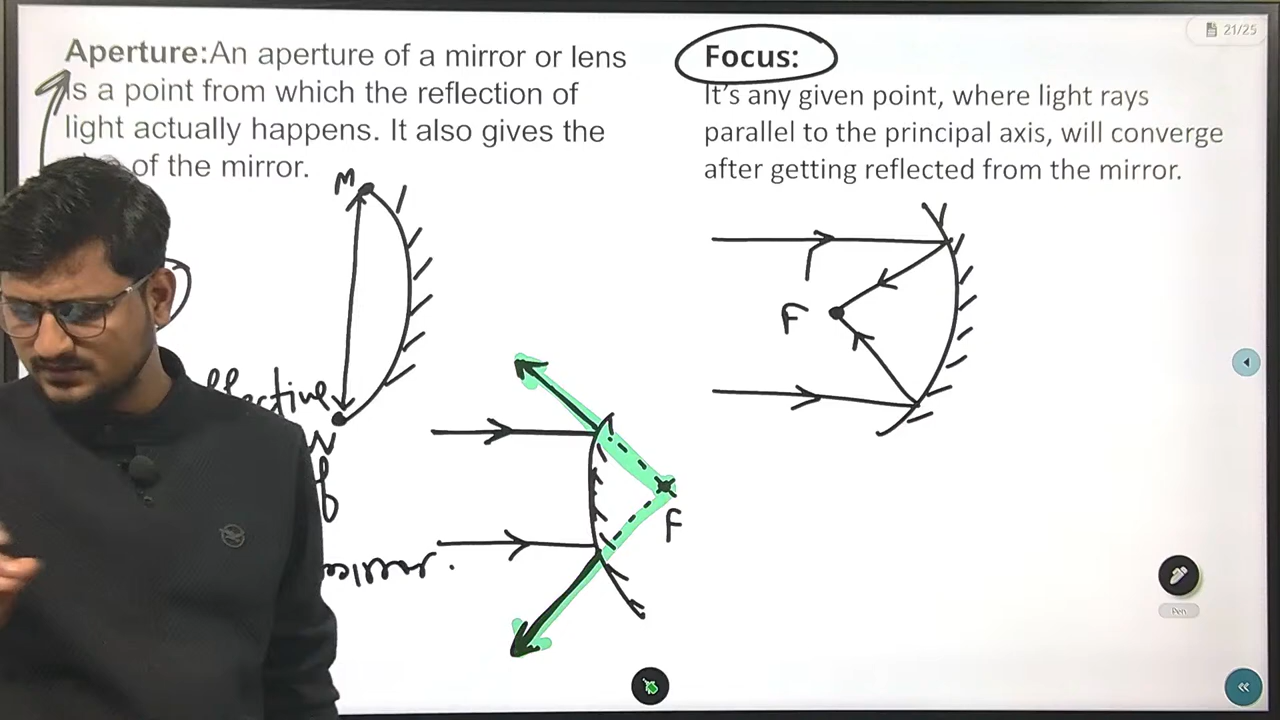 Aperture:An aperture of a mirror or lens
is a point from which the reflection of
light actually happens. It also gives the
of the mirror.
Focus:
It's any given point, where light rays
parallel to the principal axis, will converge
after getting reflected from the mirror.
21/25
M
F
F
Pen